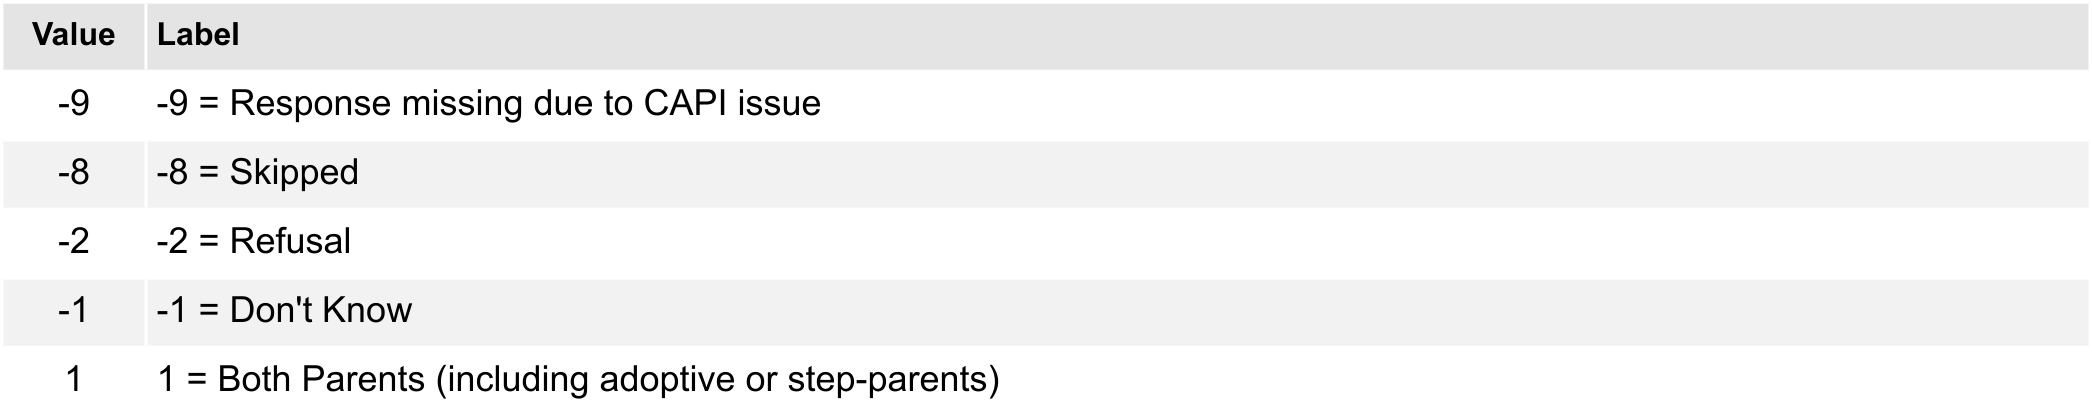 Value Label
-9 -9 = Response missing due to CAPI issue
-8 -8 = Skipped
-2 -2 = Refusal
-1 -1 = Don't Know
1 1 = Both Parents (including adoptive or step-parents)